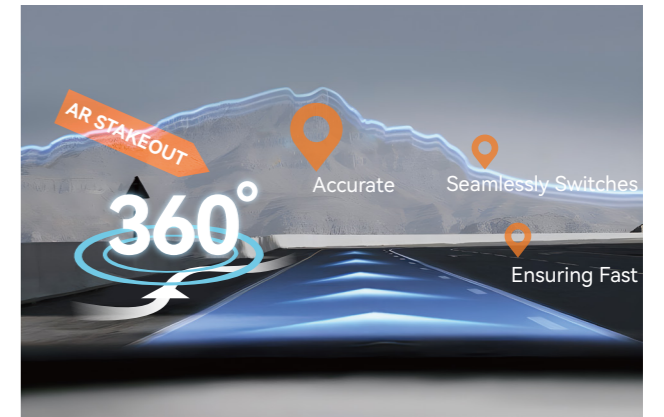 AR STAKEOUT
360°
Accurate
Seamlessly Switches
Ensuring Fast